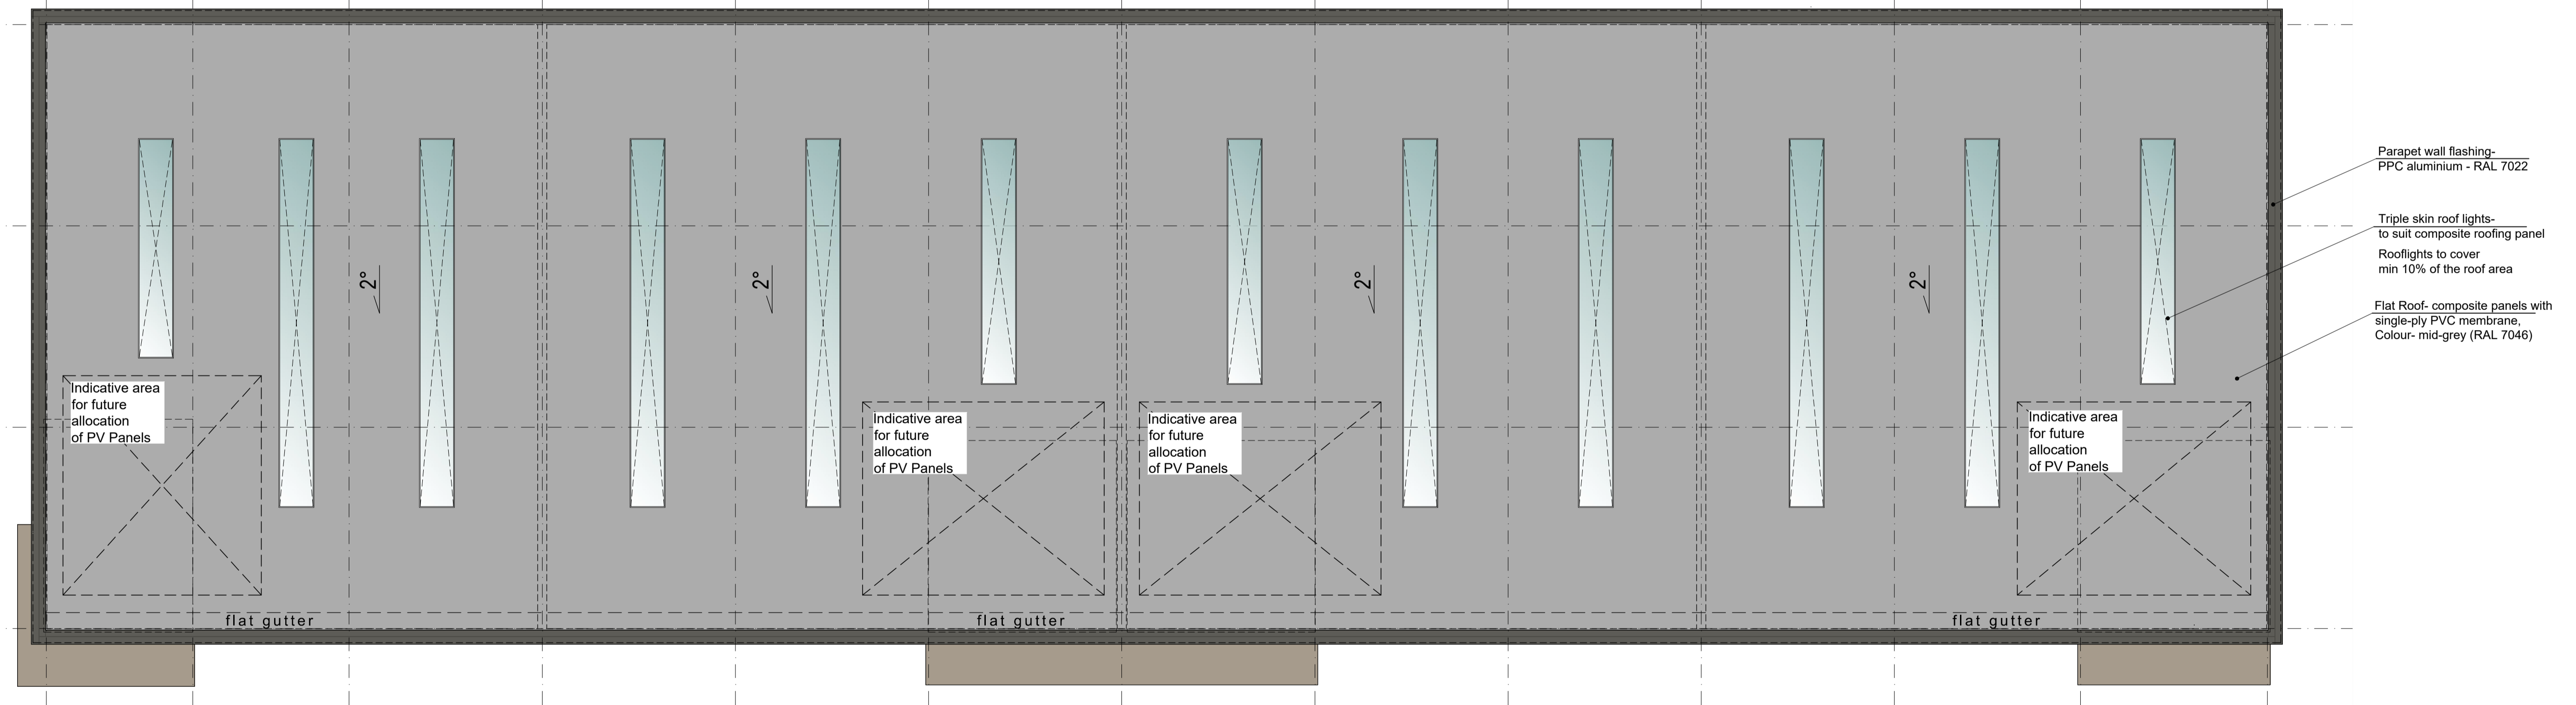 Parapet wall flashing-
PPC aluminium - RAL 7022
Triple skin roof lights-
to suit composite roofing panel
Rooflights to cover
min 10% of the roof area
Flat Roof- composite panels with
single-ply PVC membrane,
Colour- mid-grey (RAL 7046)
2°
2°
2°
2°
Indicative area
for future
allocation
of PV Panels
Indicative area
for future
allocation
of PV Panels
Indicative area
for future
allocation
of PV Panels
Indicative area
for future
allocation
of PV Panels
flat gutter
flat gutter
flat gutter